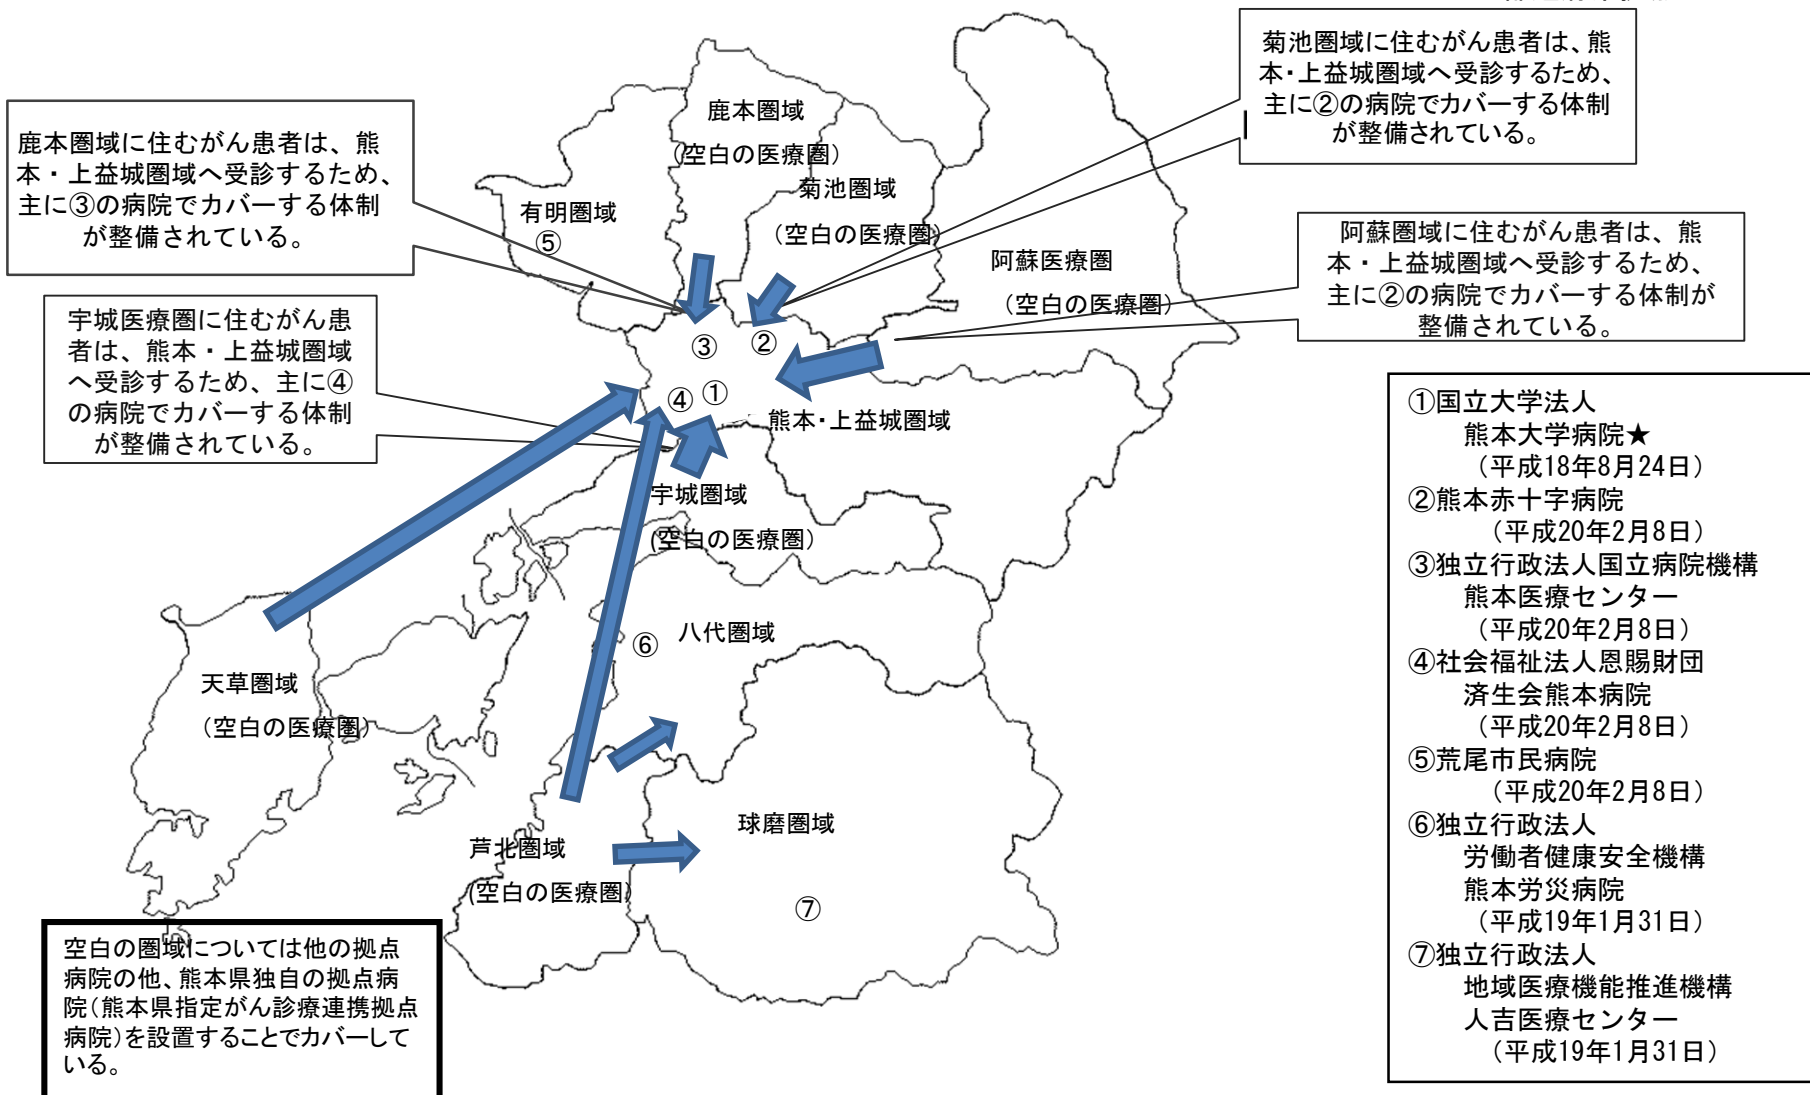 菊池圏域に住むがん患者は、熊
本・上益城圏域へ受診するため、
主に②の病院でカバーする体制
が整備されている。
鹿本圏域に住むがん患者は、熊
本・上益城圏域へ受診するため、
主に③の病院でカバーする体制
が整備されている。
鹿本圏域
(空白の医療圏)
菊池圏域
(空白の医療圏)
有明圏域
⑤
阿蘇医療圏
(空白の医療圏)
阿蘇圏域に住むがん患者は、熊
本・上益城圏域へ受診するため、
主に②の病院でカバーする体制が
整備されている。
宇城医療圏に住むがん患
者は、熊本・上益城圏域
へ受診するため、主に④
の病院でカバーする体制
が整備されている。
③
②
④
①
熊本・上益城圏域
宇城圏域
(空白の医療圏)
⑥
八代圏域
天草圏域
(空白の医療圏)
球磨圏域
芦北圏域
(空白の医療圏)
⑦
空白の圏域については他の拠点
病院の他、熊本県独自の拠点病
院(熊本県指定がん診療連携拠点
病院)を設置することでカバーして
いる。
①国立大学法人
熊本大学病院★
(平成18年8月24日)
②熊本赤十字病院
(平成20年2月8日)
③独立行政法人国立病院機構
熊本医療センター
(平成20年2月8日)
④社会福祉法人恩賜財団
済生会熊本病院
(平成20年2月8日)
⑤荒尾市民病院
(平成20年2月8日)
⑥独立行政法人
労働者健康安全機構
熊本労災病院
(平成19年1月31日)
⑦独立行政法人
地域医療機能推進機構
人吉医療センター
(平成19年1月31日)